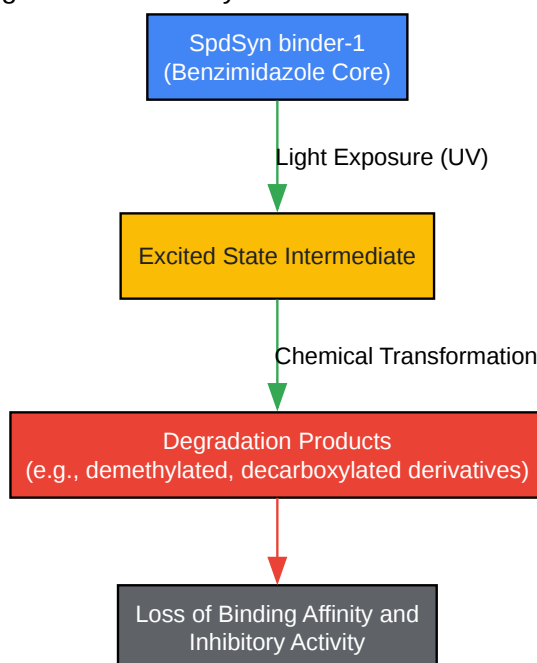 SpdSyn binder-1
(Benzimidazole Core)
Light Exposure (UV)
Excited State Intermediate
Chemical Transformation
Degradation Products
(e.g., demethylated, decarboxylated derivatives)
Loss of Binding Affinity and
Inhibitory Activity